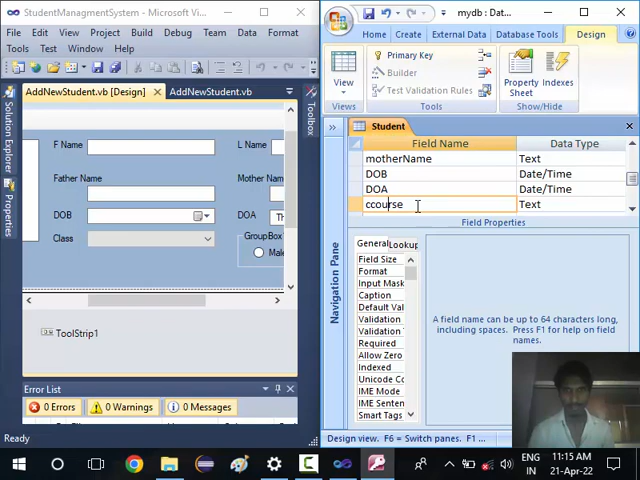 StudentManagmentSystem - Microsoft Visu...
File Edit View Project Build Debug Data
Tools Test Window Help
AddNewStudent.vb [Design]
AddNewStudent.vb
Solution Explorer
Properties
Toolbox
F Name
L Name
Father Name
Mother Nam
DOB
DOA
Th
Class
GroupBox
Male
ToolStrip1
Error List
0 Errors
0 Warnings
0 Messages
Ready
mydb : Dat...
Home Create External Data Database Tools Design
View
Primary Key
Builder
Test Validation Rules
Property Sheet
Indexes
Views
Tools
Show/Hide
Student
Field Name
Data Type
motherName Text
DOB Date/Time
DOA Date/Time
ccourse Text
Field Properties
Navigation Pane
General
Lookup
Field Size
Format
Input Mask
Caption
Default Val
Validation
Validation
Required
Allow Zero
Indexed
Unicode Co
IME Mode
IME Senten
Smart Tags
A field name can be up to 64 characters long,
including spaces. Press F1 for help on field
names.
Design view. F6 = Switch panes. F1 ...
ENG
IN
11:15 AM
21-Apr-22